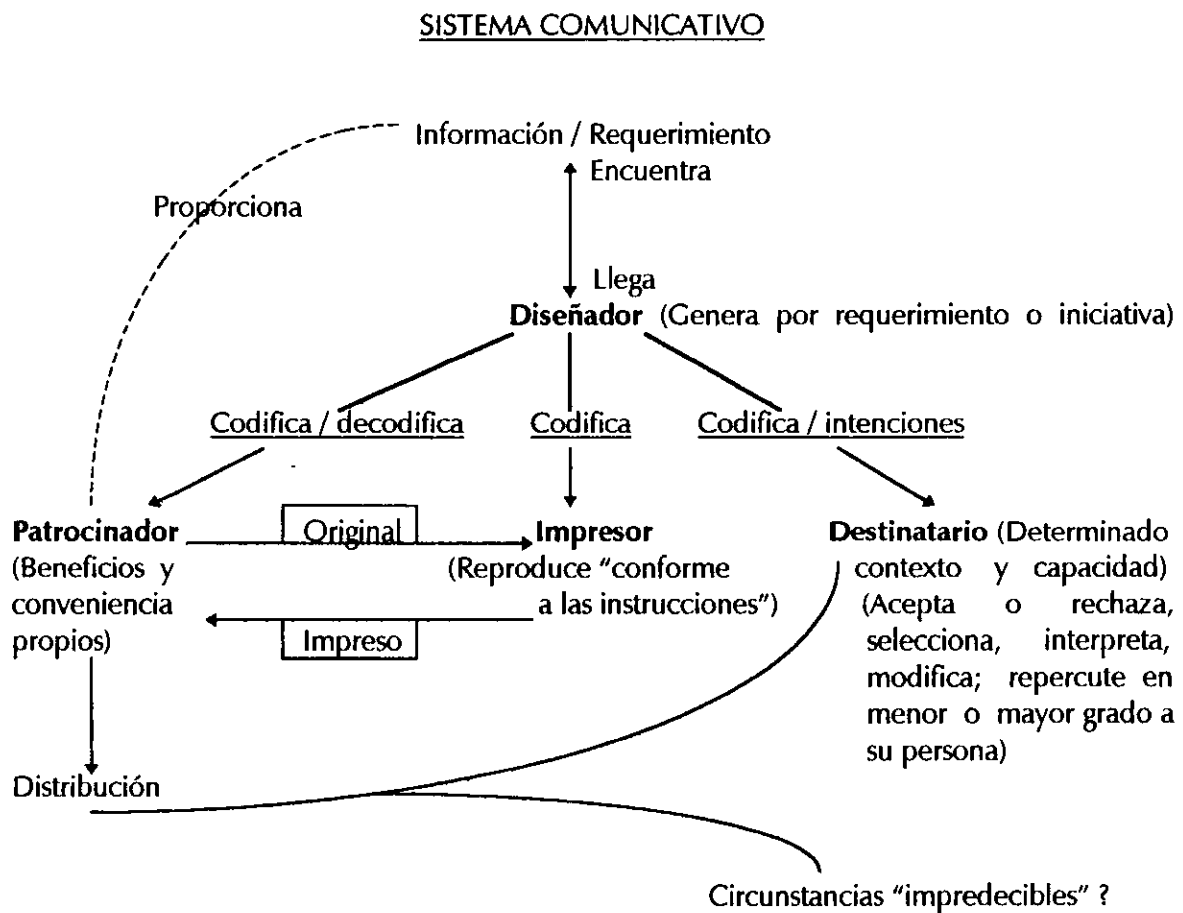 SISTEMA COMUNICATIVO
Información / Requerimiento
Encuentra
Proporciona
Llega
Diseñador (Genera por requerimiento o iniciativa)
Codifica / decodifica
Codifica
Codifica / intenciones
Patrocinador
(Beneficios y
conveniencia
propios)
Original
Impreso
Impresor
(Reproduce “conforme
a las instrucciones”)
Destinatario (Determinado
contexto y capacidad)
(Acepta o rechaza,
selecciona, interpreta,
modifica; repercute en
menor o mayor grado a
su persona)
Distribución
Circunstancias “impredecibles” ?